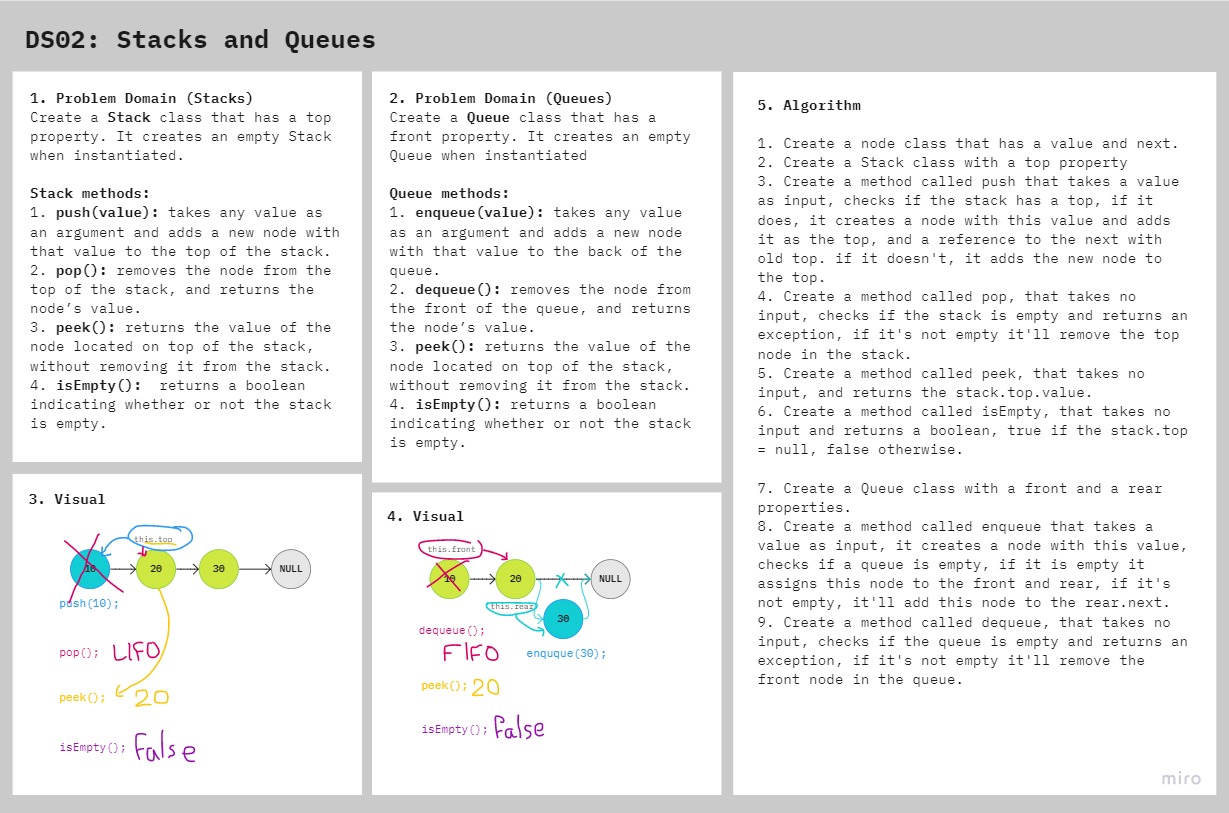 DS02: Stacks and Queues
1. Problem Domain (Stacks)
Create a Stack class that has a top
property. It creates an empty Stack
when instantiated.
Stack methods:
1. push(value): takes any value as
an argument and adds a new node with
that value to the top of the stack.
2. pop(): removes the node from the
top of the stack, and returns the
node’s value.
3. peek(): returns the value of the
node located on top of the stack,
without removing it from the stack.
4. isEmpty():  returns a boolean
indicating whether or not the stack
is empty.
2. Problem Domain (Queues)
Create a Queue class that has a
front property. It creates an empty
Queue when instantiated
Queue methods:
1. enqueue(value): takes any value
as an argument and adds a new node
with that value to the back of the
queue.
2. dequeue(): removes the node from
the front of the queue, and returns
the node’s value.
3. peek(): returns the value of the
node located on top of the stack,
without removing it from the stack.
4. isEmpty(): returns a boolean
indicating whether or not the stack
is empty.
3. Visual
this.top
10
20
30
NULL
push(10);
pop(); LIFO
peek(); 20
isEmpty(); False
4. Visual
this.front
10
20
NULL
this.rear
30
dequeue();
FIFO
enquque(30);
peek(); 20
isEmpty(); False
5. Algorithm
1. Create a node class that has a value and next.
2. Create a Stack class with a top property
3. Create a method called push that takes a value
as input, checks if the stack has a top, if it
does, it creates a node with this value and adds
it as the top, and a reference to the next with
old top. if it doesn't, it adds the new node to
the top.
4. Create a method called pop, that takes no
input, checks if the stack is empty and returns an
exception, if it's not empty it'll remove the top
node in the stack.
5. Create a method called peek, that takes no
input, and returns the stack.top.value.
6. Create a method called isEmpty, that takes no
input and returns a boolean, true if the stack.top
= null, false otherwise.
7. Create a Queue class with a front and a rear
properties.
8. Create a method called enqueue that takes a
value as input, it creates a node with this value,
checks if a queue is empty, if it is empty it
assigns this node to the front and rear, if it's
not empty, it'll add this node to the rear.next.
9. Create a method called dequeue, that takes no
input, checks if the queue is empty and returns an
exception, if it's not empty it'll remove the
front node in the queue.
miro